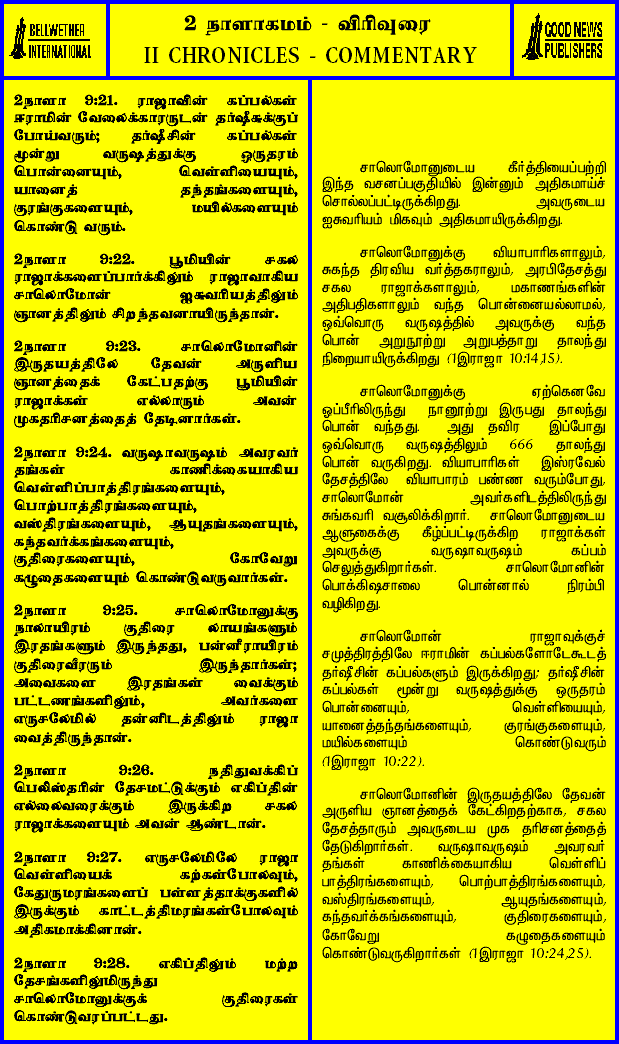 BELLWETHER
INTERNATIONAL
2 நாளாகமம் - விரிவுரை
II CHRONICLES - COMMENTARY
GOOD NEWS
PUBLISHERS
2நாளா 9:21. ராஜாவின் கப்பல்கள்
ஈராமின் வேலைக்காரருடன் தர்ஷீசுக்குப்
போய்வரும்; தர்ஷீசின் கப்பல்கள்
மூன்று வருஷத்துக்கு ஒருதரம்
பொன்னையும், வெள்ளியையும்,
யானைத் தந்தங்களையும்,
குரங்குகளையும், மயில்களையும்
கொண்டு வரும்.
2நாளா 9:22. பூமியின் சகல
ராஜாக்களைப்பார்க்கிலும் ராஜாவாகிய
சாலொமோன் ஐசுவரியத்திலும்
ஞானத்திலும் சிறந்தவனாயிருந்தான்.
2நாளா 9:23. சாலொமோனின்
இருதயத்திலே தேவன் அருளிய
ஞானத்தைக் கேட்பதற்கு பூமியின்
ராஜாக்கள் எல்லாரும் அவன்
முகதரிசனத்தைத் தேடினார்கள்.
2நாளா 9:24. வருஷாவருஷம் அவரவர்
தங்கள் காணிக்கையாகிய
வெள்ளிப்பாத்திரங்களையும்,
பொற்பாத்திரங்களையும்,
வஸ்திரங்களையும், ஆயுதங்களையும்,
கந்தவர்க்கங்களையும்,
குதிரைகளையும், கோவேறு
கழுதைகளையும் கொண்டுவருவார்கள்.
2நாளா 9:25. சாலொமோனுக்கு
நாலாயிரம் குதிரை லாயங்களும்
இரதங்களும் இருந்தது, பன்னீராயிரம்
குதிரைவீரரும் இருந்தார்கள்;
அவைகளை இரதங்கள் வைக்கும்
பட்டணங்களிலும், அவர்களை
எருசலேமில் தன்னிடத்திலும் ராஜா
வைத்திருந்தான்.
2நாளா 9:26. நதிதுவக்கிப்
பெலிஸ்தரின் தேசமட்டுக்கும் எகிப்தின்
எல்லைவரைக்கும் இருக்கிற சகல
ராஜாக்களையும் அவன் ஆண்டான்.
2நாளா 9:27. எருசலேமிலே ராஜா
வெள்ளியைக் கற்கள்போலவும்,
கேதுருமரங்களைப் பள்ளத்தாக்குகளில்
இருக்கும் காட்டத்திமரங்கள்போலவும்
அதிகமாக்கினான்.
2நாளா 9:28. எகிப்திலும் மற்ற
தேசங்களிலுமிருந்து
சாலொமோனுக்குக் குதிரைகள்
கொண்டுவரப்பட்டது.
சாலொமோனுடைய கீர்த்தியைப்பற்றி
இந்த வசனப்பகுதியில் இன்னும் அதிகமாய்ச்
சொல்லப்பட்டிருக்கிறது. அவருடைய
ஐசுவரியம் மிகவும் அதிகமாயிருக்கிறது.
சாலொமோனுக்கு வியாபாரிகளாலும்,
சுகந்த திரவிய வர்த்தகராலும், அரபிதேசத்து
சகல ராஜாக்களாலும், மகாணங்களின்
அதிபதிகளாலும் வந்த பொன்னையல்லாமல்,
ஒவ்வொரு வருஷத்தில் அவருக்கு வந்த
பொன் அறுநூற்று அறுபத்தாறு தாலந்து
நிறையாயிருக்கிறது (1இராஜா 10:14,15).
சாலொமோனுக்கு ஏற்கெனவே
ஓப்பீரிலிருந்து நானூற்று இருபது தாலந்து
பொன் வந்தது. அது தவிர இப்போது
ஒவ்வொரு வருஷத்திலும் 666 தாலந்து
பொன் வருகிறது. வியாபாரிகள் இஸ்ரவேல்
தேசத்திலே வியாபாரம் பண்ண வரும்போது,
சாலொமோன் அவர்களிடத்திலிருந்து
சுங்கவரி வசூலிக்கிறார். சாலொமோனுடைய
ஆளுகைக்கு கீழ்ப்பட்டிருக்கிற ராஜாக்கள்
அவருக்கு வருஷாவருஷம் கப்பம்
செலுத்துகிறார்கள். சாலொமோனின்
பொக்கிஷசாலை பொன்னால் நிரம்பி
வழிகிறது.
சாலொமோன் ராஜாவுக்குச்
சமுத்திரத்திலே ஈராமின் கப்பல்களோடேகூடத்
தர்ஷீசின் கப்பல்களும் இருக்கிறது; தர்ஷீசின்
கப்பல்கள் மூன்று வருஷத்துக்கு ஒருதரம்
பொன்னையும், வெள்ளியையும்,
யானைத்தந்தங்களையும், குரங்குகளையும்,
மயில்களையும் கொண்டுவரும்
(1இராஜா 10:22).
சாலொமோனின் இருதயத்திலே தேவன்
அருளிய ஞானத்தைக் கேட்கிறதற்காக, சகல
தேசத்தாரும் அவருடைய முக தரிசனத்தைத்
தேடுகிறார்கள். வருஷாவருஷம் அவரவர்
தங்கள் காணிக்கையாகிய வெள்ளிப்
பாத்திரங்களையும், பொற்பாத்திரங்களையும்,
வஸ்திரங்களையும், ஆயுதங்களையும்,
கந்தவர்க்கங்களையும், குதிரைகளையும்,
கோவேறு கழுதைகளையும்
கொண்டுவருகிறார்கள் (1இராஜா 10:24,25).